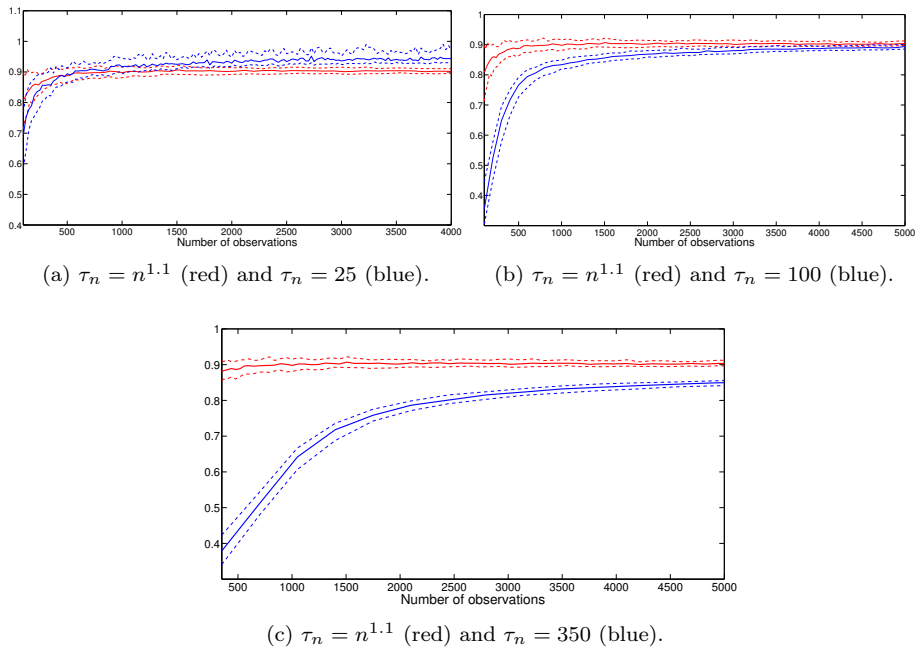 1.1
1
0.9
0.8
0.7
0.6
0.5
0.4
500 1000 1500 2000 2500 3000 3500 4000
Number of observations
(a) τₙ = n¹·¹ (red) and τₙ = 25 (blue).
1
0.9
0.8
0.7
0.6
0.5
0.4
500 1000 1500 2000 2500 3000 3500 4000 4500 5000
Number of observations
(b) τₙ = n¹·¹ (red) and τₙ = 100 (blue).
1
0.9
0.8
0.7
0.6
0.5
0.4
500 1000 1500 2000 2500 3000 3500 4000 4500 5000
Number of observations
(c) τₙ = n¹·¹ (red) and τₙ = 350 (blue).